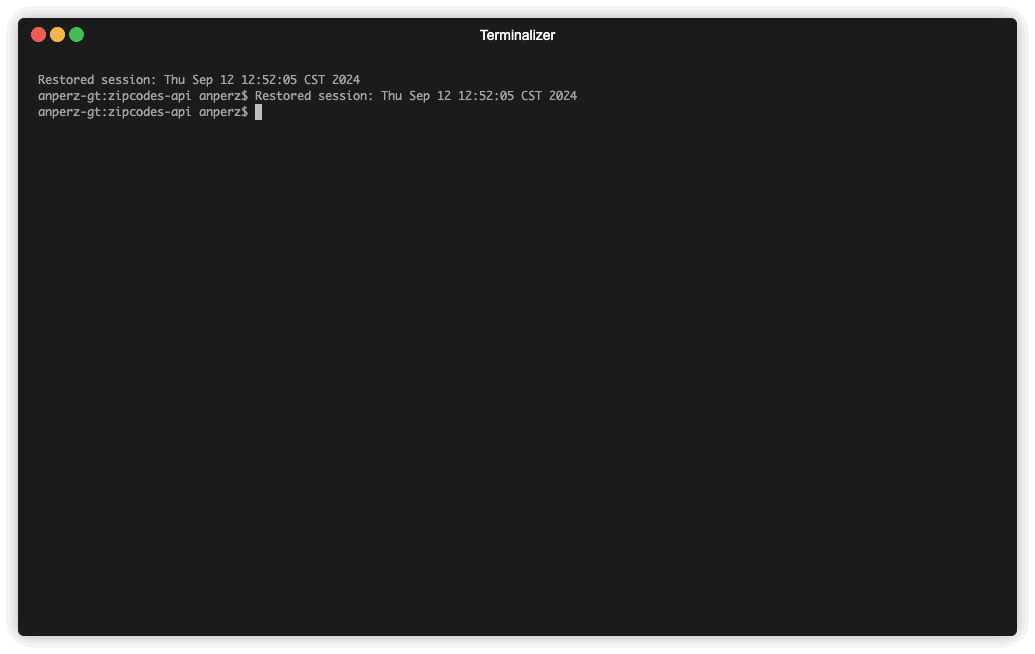 Terminalizer
Restored session: Thu Sep 12 12:52:05 CST 2024
anperz-gt:zipcodes-api anperz$ Restored session: Thu Sep 12 12:52:05 CST 2024
anperz-gt:zipcodes-api anperz$